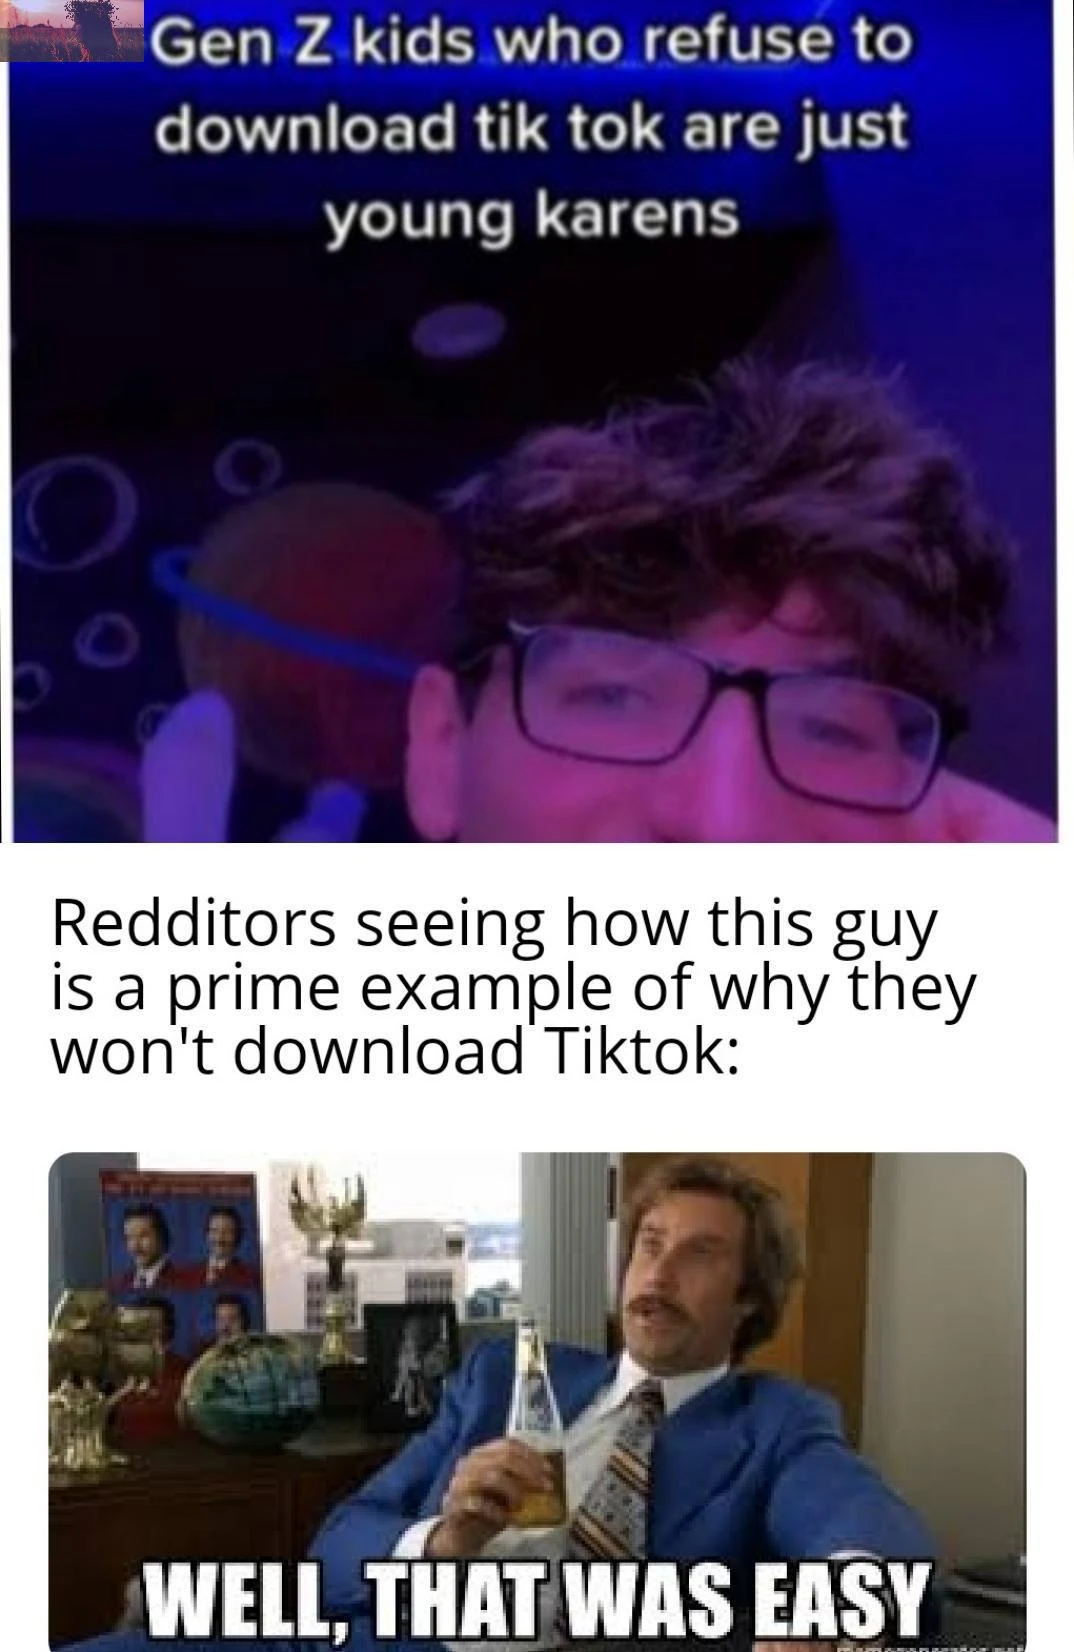 Gen Z kids who refuse to
download tik tok are just
young karens
Redditors seeing how this guy
is a prime example of why they
won't download Tiktok:
WELL, THAT WAS EASY